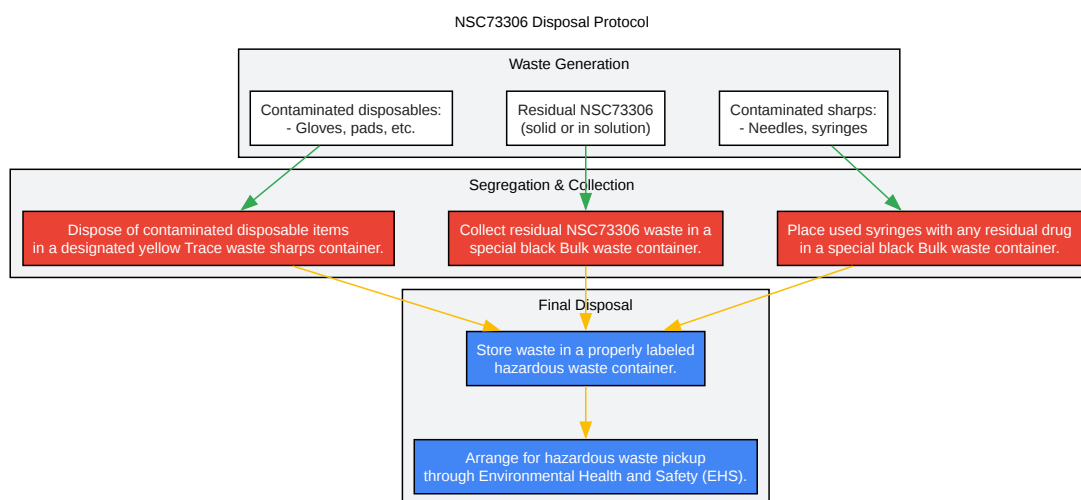 NSC73306 Disposal Protocol
Waste Generation
Contaminated disposables:
- Gloves, pads, etc.
Residual NSC73306
(solid or in solution)
Contaminated sharps:
- Needles, syringes
Segregation & Collection
Dispose of contaminated disposable items
in a designated yellow Trace waste sharps container.
Collect residual NSC73306 waste in a
special black Bulk waste container.
Place used syringes with any residual drug
in a special black Bulk waste container.
Final Disposal
Store waste in a properly labeled
hazardous waste container.
Arrange for hazardous waste pickup
through Environmental Health and Safety (EHS).